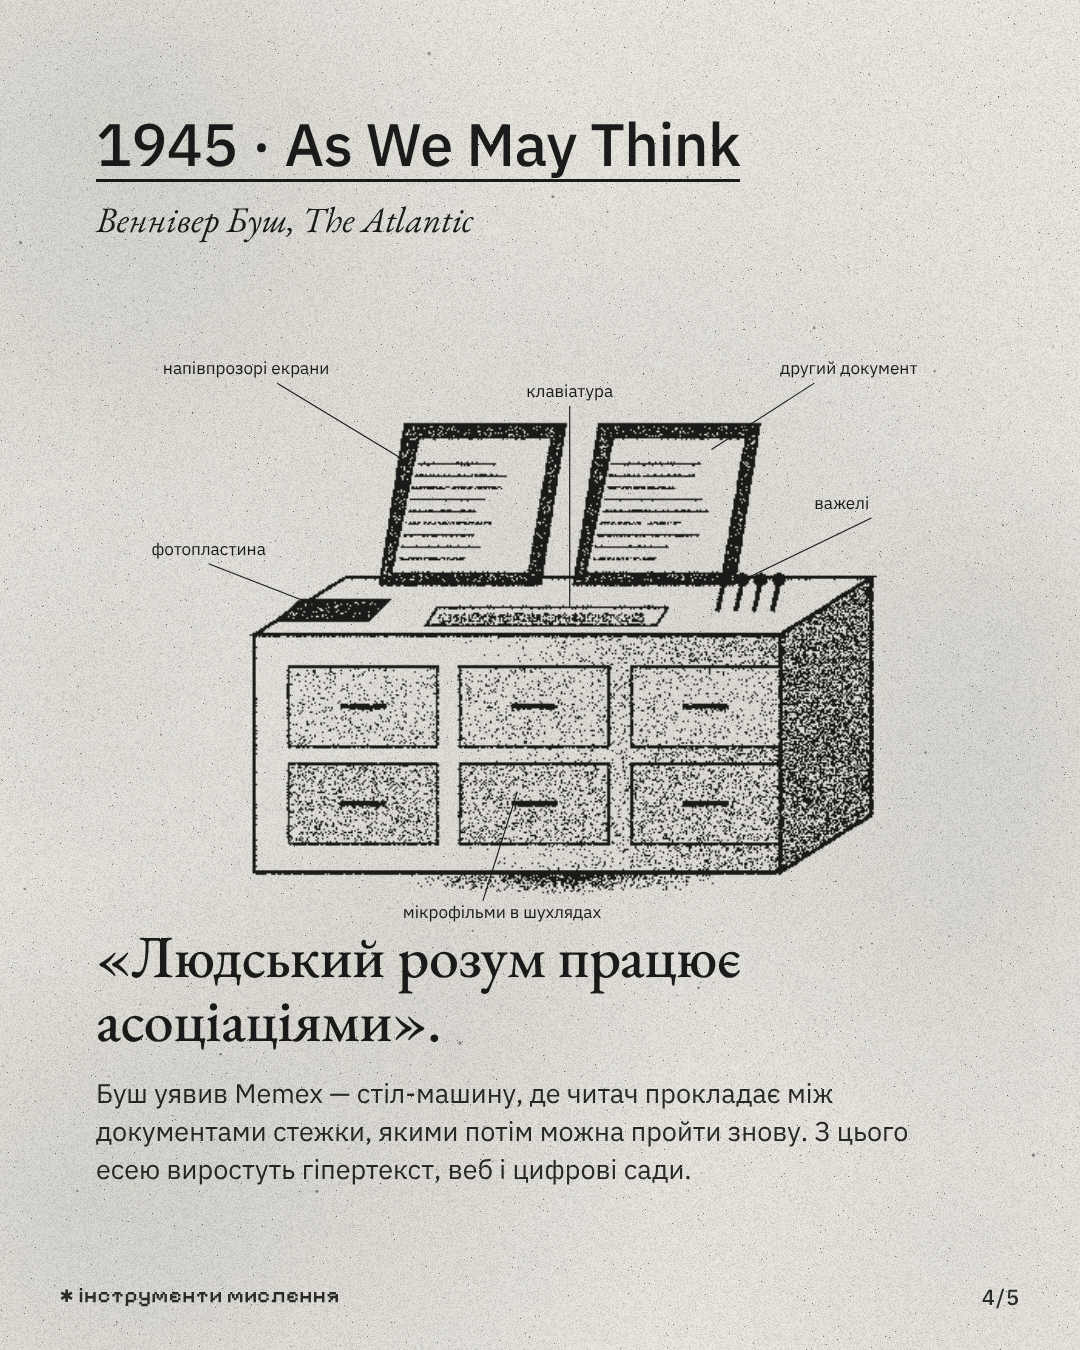 1945 · As We May Think
Веннівер Буш, The Atlantic
напівпрозорі екрани
другий документ
клавіатура
важелі
фотопластина
мікрофільми в шухлядах
«Людський розум працює
асоціаціями».
Буш уявив Memex — стіл-машину, де читач прокладає між
документами стежки, якими потім можна пройти знову. З цього
есею виростуть гіпертекст, веб і цифрові сади.
* інструменти мислення
4/5